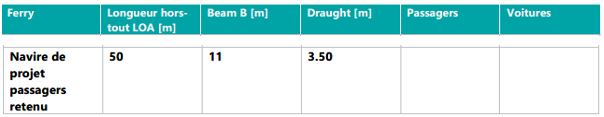 Ferry
Longueur hors-
tout LOA [m]
Beam B [m]
Draught [m]
Passagers
Voitures
Navire de
projet
passagers
retenu
50
11
3.50